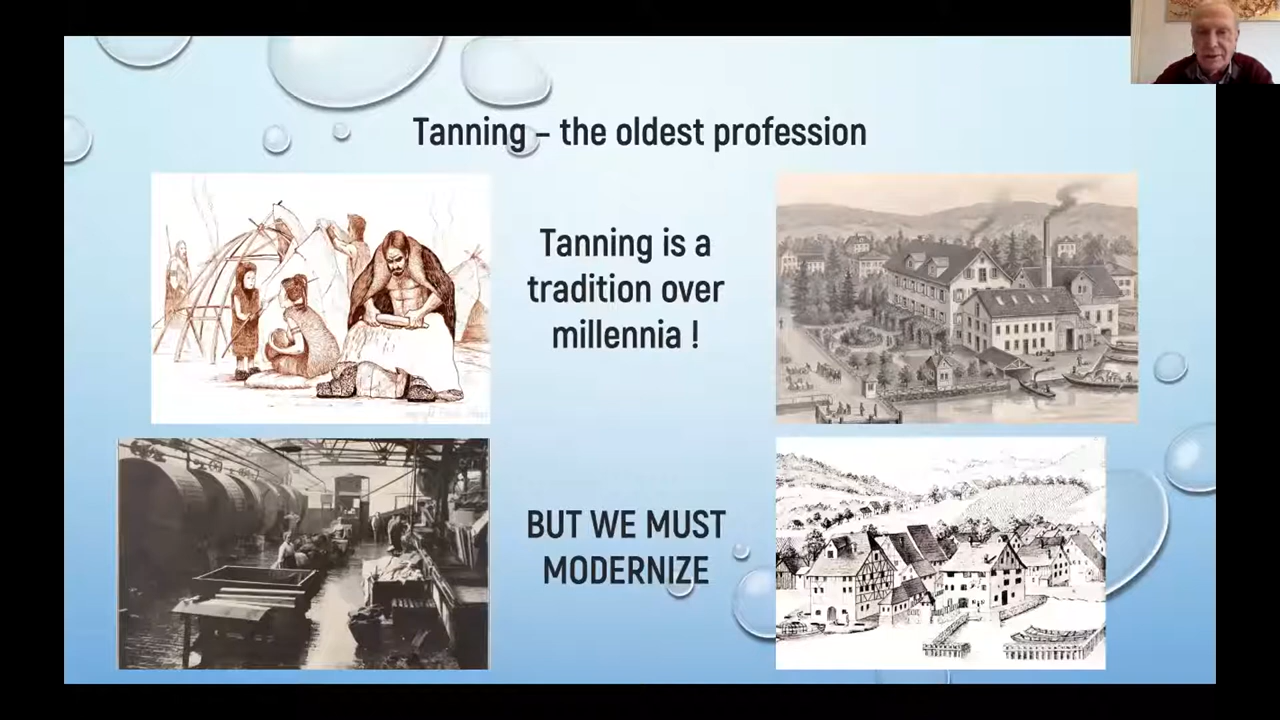 Tanning – the oldest profession
Tanning is a
tradition over
millennia !
BUT WE MUST
MODERNIZE